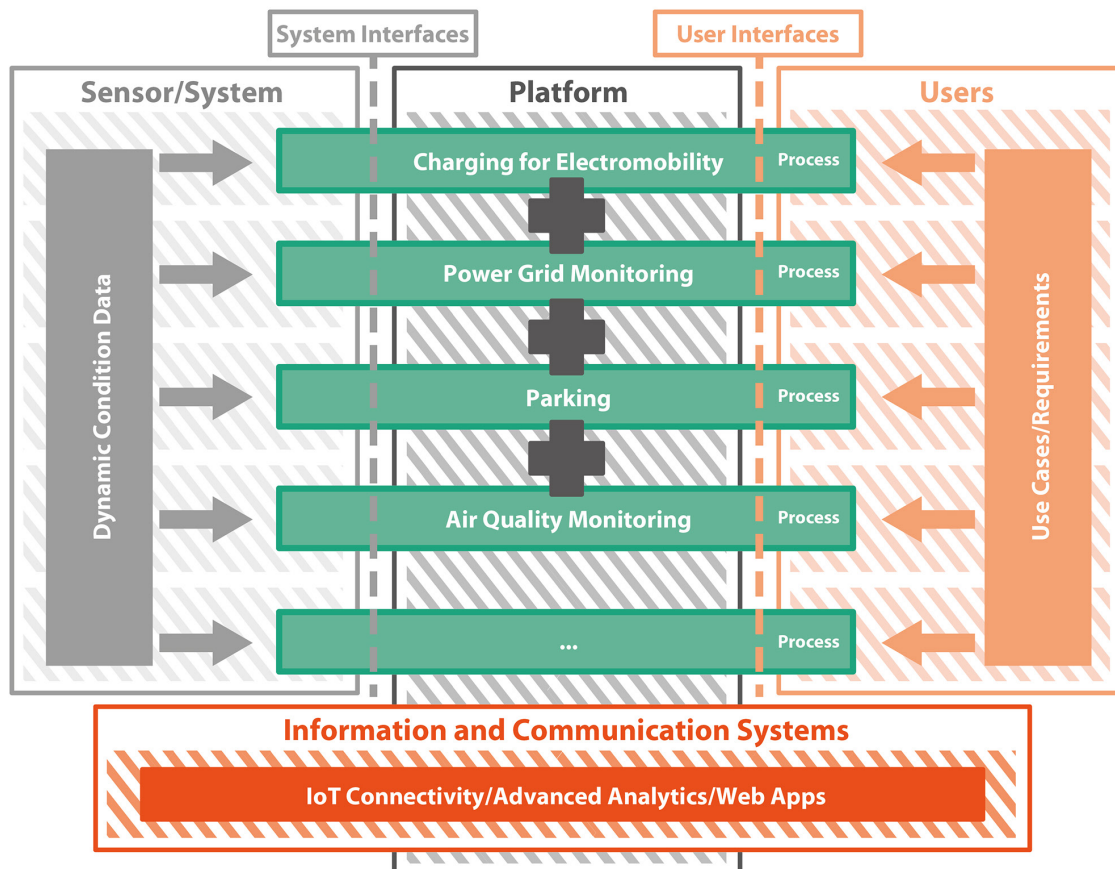 System Interfaces
User Interfaces
Sensor/System
Platform
Users
Charging for Electromobility
Process
Power Grid Monitoring
Process
Parking
Process
Air Quality Monitoring
Process
...
Process
Dynamic Condition Data
Use Cases/Requirements
Information and Communication Systems
IoT Connectivity/Advanced Analytics/Web Apps